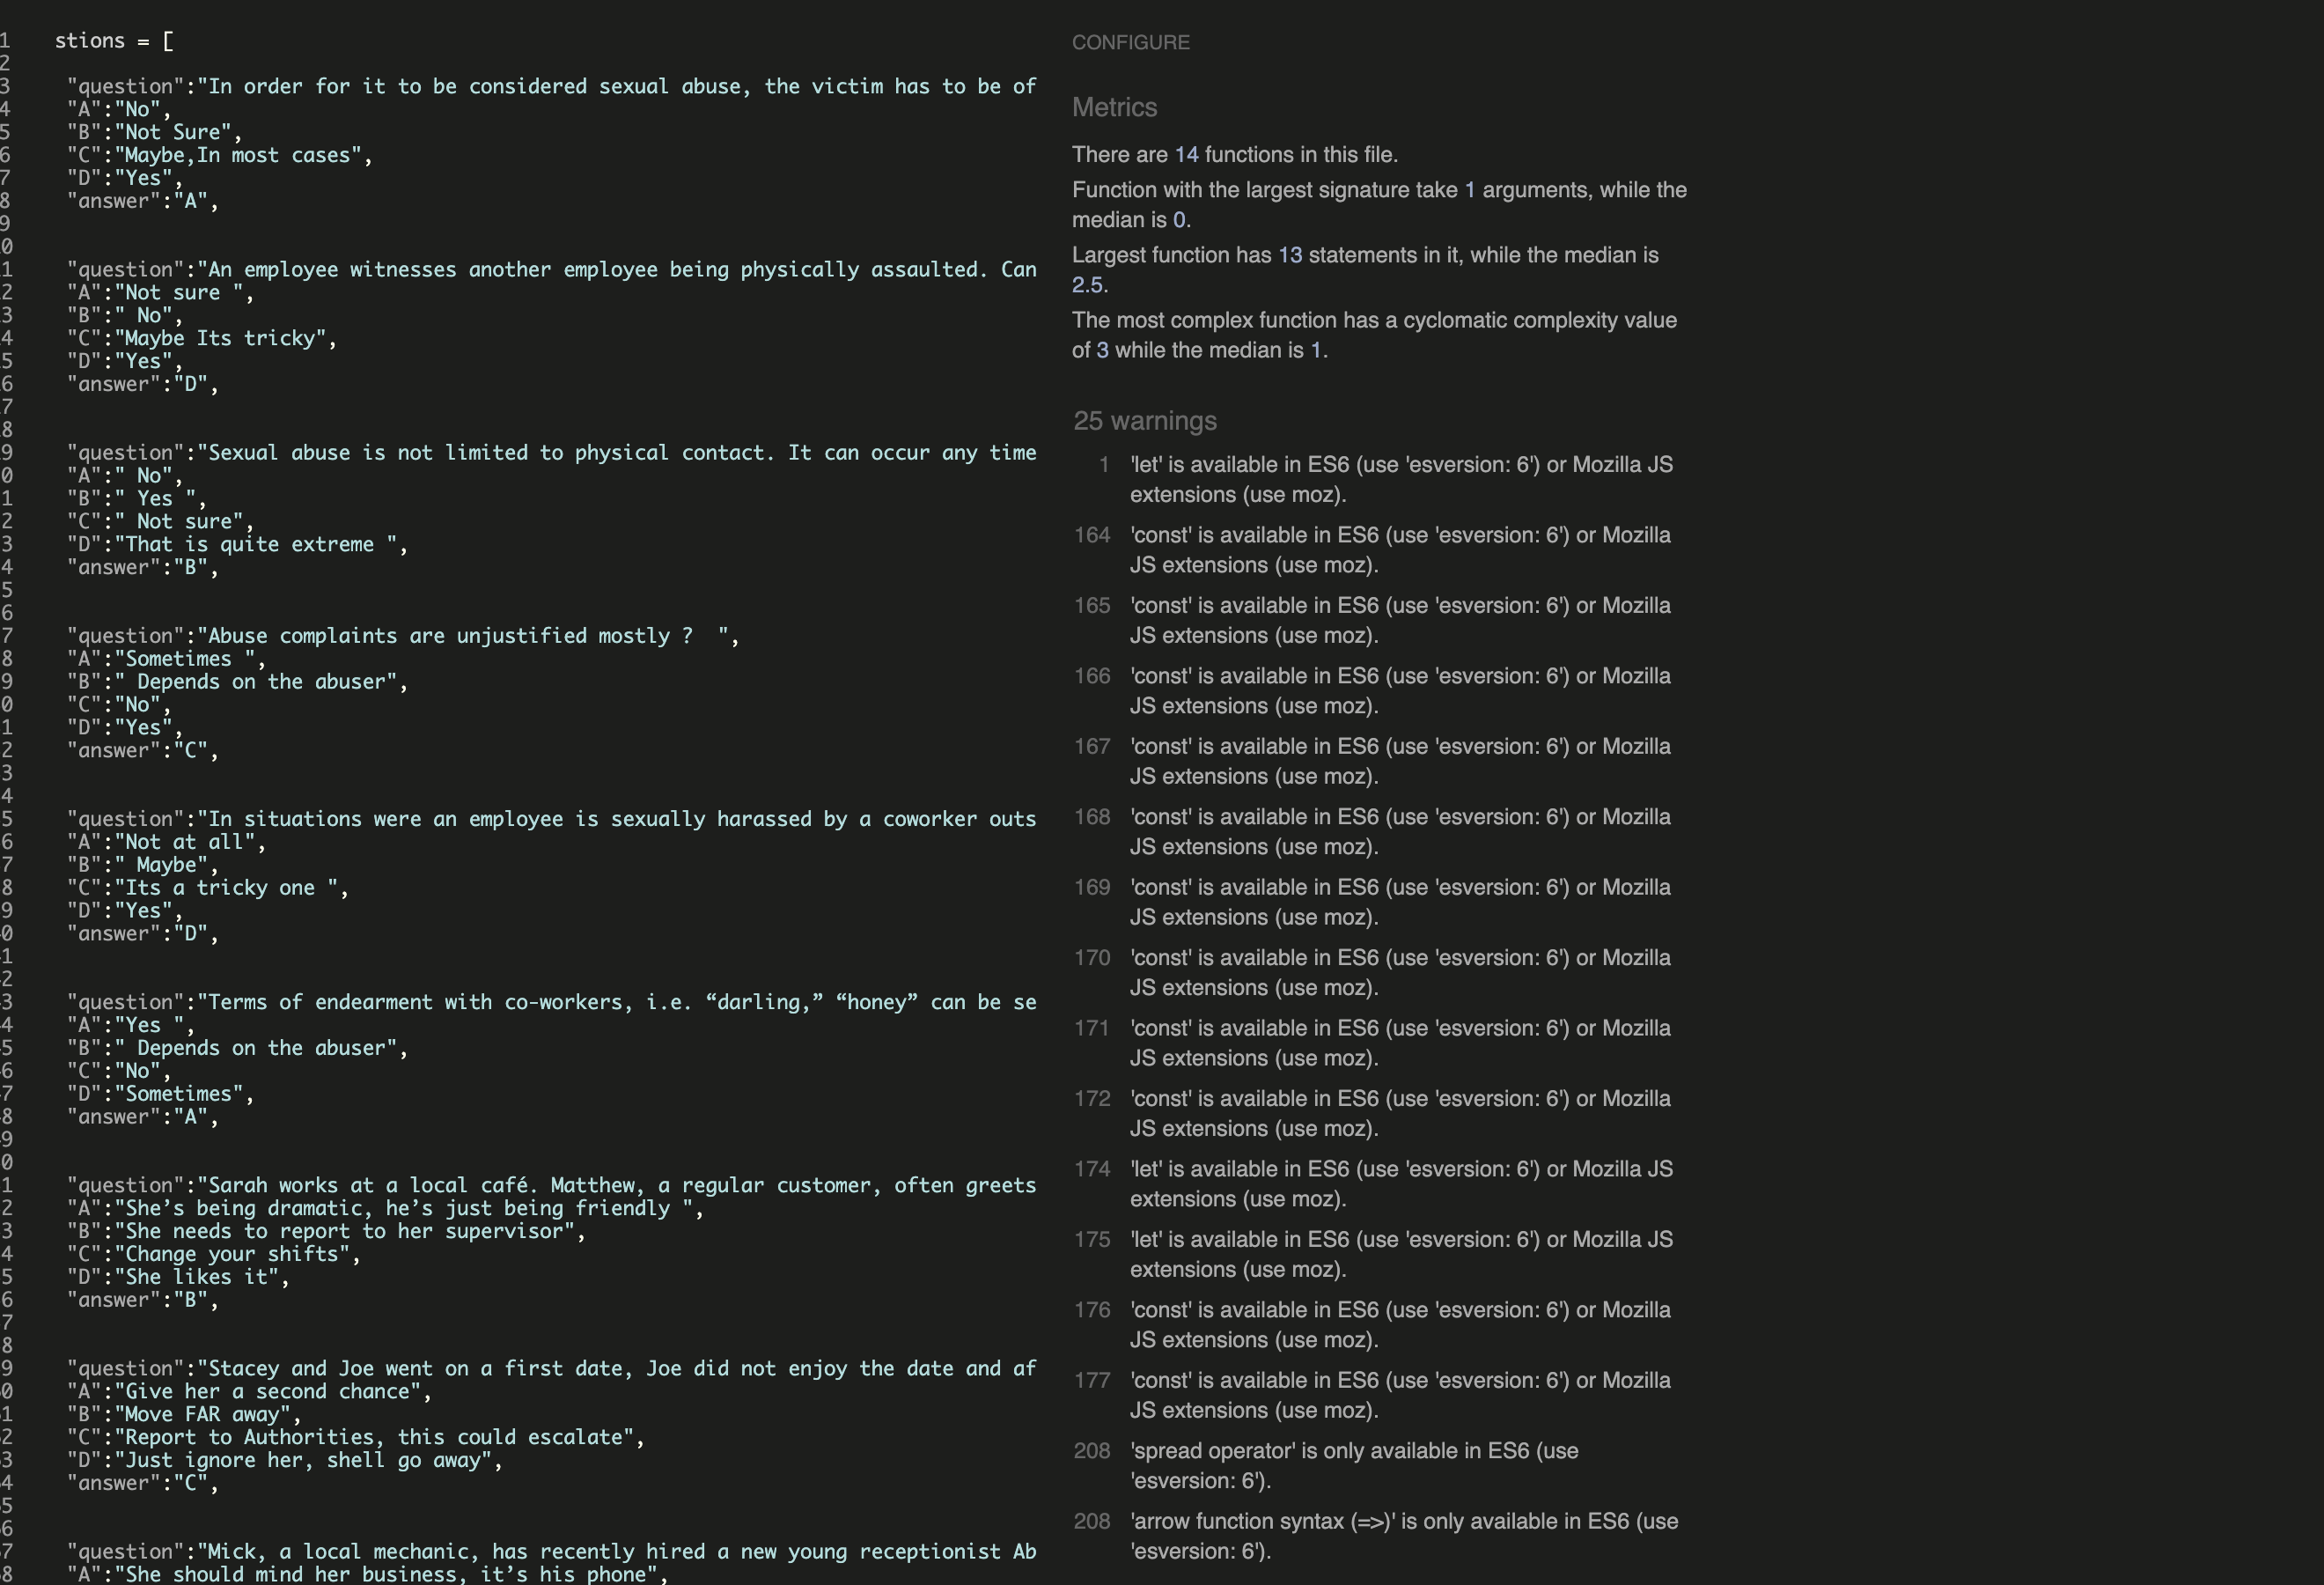 1 stions = [
2
3 "question":"In order for it to be considered sexual abuse, the victim has to be of
4 "A":"No",
5 "B":"Not Sure",
6 "C":"Maybe,In most cases",
7 "D":"Yes",
8 "answer":"A",
9
0
1 "question":"An employee witnesses another employee being physically assaulted. Can
2 "A":"Not sure ",
3 "B":" No",
4 "C":"Maybe Its tricky",
5 "D":"Yes",
6 "answer":"D",
7
8
9 "question":"Sexual abuse is not limited to physical contact. It can occur any time
0 "A":" No",
1 "B":" Yes ",
2 "C":" Not sure",
3 "D":"That is quite extreme ",
4 "answer":"B",
5
6
7 "question":"Abuse complaints are unjustified mostly ?  ",
8 "A":"Sometimes ",
9 "B":" Depends on the abuser",
0 "C":"No",
1 "D":"Yes",
2 "answer":"C",
3
4
5 "question":"In situations were an employee is sexually harassed by a coworker outs
6 "A":"Not at all",
7 "B":" Maybe",
8 "C":"Its a tricky one ",
9 "D":"Yes",
0 "answer":"D",
1
2
3 "question":"Terms of endearment with co-workers, i.e. “darling,” “honey” can be se
4 "A":"Yes ",
5 "B":" Depends on the abuser",
6 "C":"No",
7 "D":"Sometimes",
8 "answer":"A",
9
0
1 "question":"Sarah works at a local café. Matthew, a regular customer, often greets
2 "A":"She’s being dramatic, he’s just being friendly ",
3 "B":"She needs to report to her supervisor",
4 "C":"Change your shifts",
5 "D":"She likes it",
6 "answer":"B",
7
8
9 "question":"Stacey and Joe went on a first date, Joe did not enjoy the date and af
0 "A":"Give her a second chance",
1 "B":"Move FAR away",
2 "C":"Report to Authorities, this could escalate",
3 "D":"Just ignore her, shell go away",
4 "answer":"C",
5
6
7 "question":"Mick, a local mechanic, has recently hired a new young receptionist Ab
8 "A":"She should mind her business, it’s his phone",
CONFIGURE
Metrics
There are 14 functions in this file.
Function with the largest signature take 1 arguments, while the
median is 0.
Largest function has 13 statements in it, while the median is
2.5.
The most complex function has a cyclomatic complexity value
of 3 while the median is 1.
25 warnings
1 'let' is available in ES6 (use 'esversion: 6') or Mozilla JS
extensions (use moz).
164 'const' is available in ES6 (use 'esversion: 6') or Mozilla
JS extensions (use moz).
165 'const' is available in ES6 (use 'esversion: 6') or Mozilla
JS extensions (use moz).
166 'const' is available in ES6 (use 'esversion: 6') or Mozilla
JS extensions (use moz).
167 'const' is available in ES6 (use 'esversion: 6') or Mozilla
JS extensions (use moz).
168 'const' is available in ES6 (use 'esversion: 6') or Mozilla
JS extensions (use moz).
169 'const' is available in ES6 (use 'esversion: 6') or Mozilla
JS extensions (use moz).
170 'const' is available in ES6 (use 'esversion: 6') or Mozilla
JS extensions (use moz).
171 'const' is available in ES6 (use 'esversion: 6') or Mozilla
JS extensions (use moz).
172 'const' is available in ES6 (use 'esversion: 6') or Mozilla
JS extensions (use moz).
174 'let' is available in ES6 (use 'esversion: 6') or Mozilla JS
extensions (use moz).
175 'let' is available in ES6 (use 'esversion: 6') or Mozilla JS
extensions (use moz).
176 'const' is available in ES6 (use 'esversion: 6') or Mozilla
JS extensions (use moz).
177 'const' is available in ES6 (use 'esversion: 6') or Mozilla
JS extensions (use moz).
208 'spread operator' is only available in ES6 (use
'esversion: 6').
208 'arrow function syntax (=>)' is only available in ES6 (use
'esversion: 6').